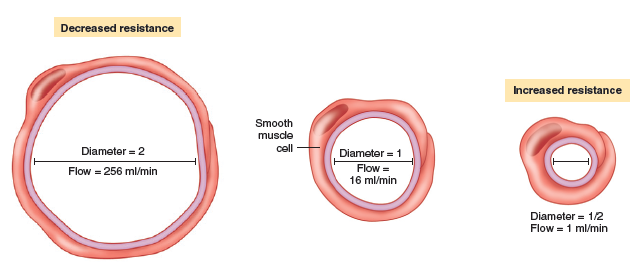 Decreased resistance
Diameter = 2
Flow = 256 ml/min
Smooth
muscle
cell
Diameter = 1
Flow =
16 ml/min
Increased resistance
Diameter = 1/2
Flow = 1 ml/min